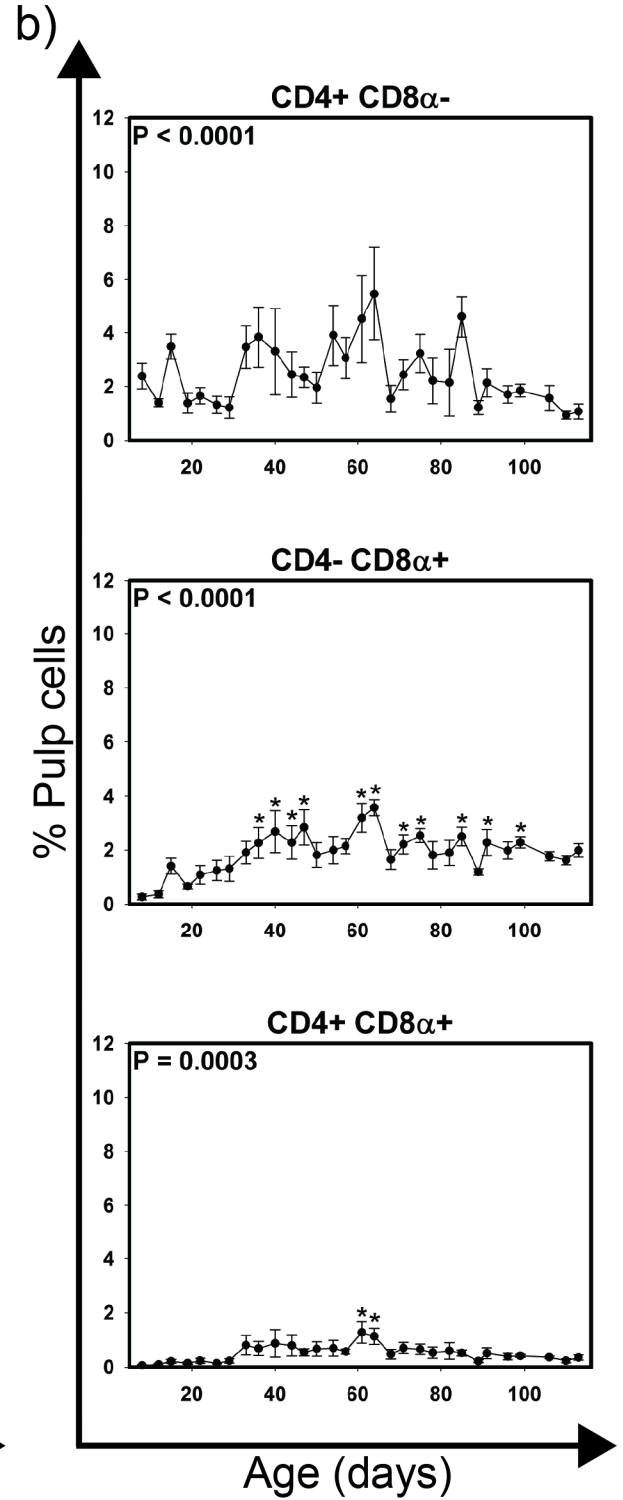 b)
CD4+ CD8α-
P < 0.0001
12
10
8
6
4
2
0
20 40 60 80 100
CD4- CD8α+
P < 0.0001
12
10
8
6
4
2
0
* * * * * * * * * * *
20 40 60 80 100
% Pulp cells
CD4+ CD8α+
P = 0.0003
12
10
8
6
4
2
0
* *
20 40 60 80 100
Age (days)